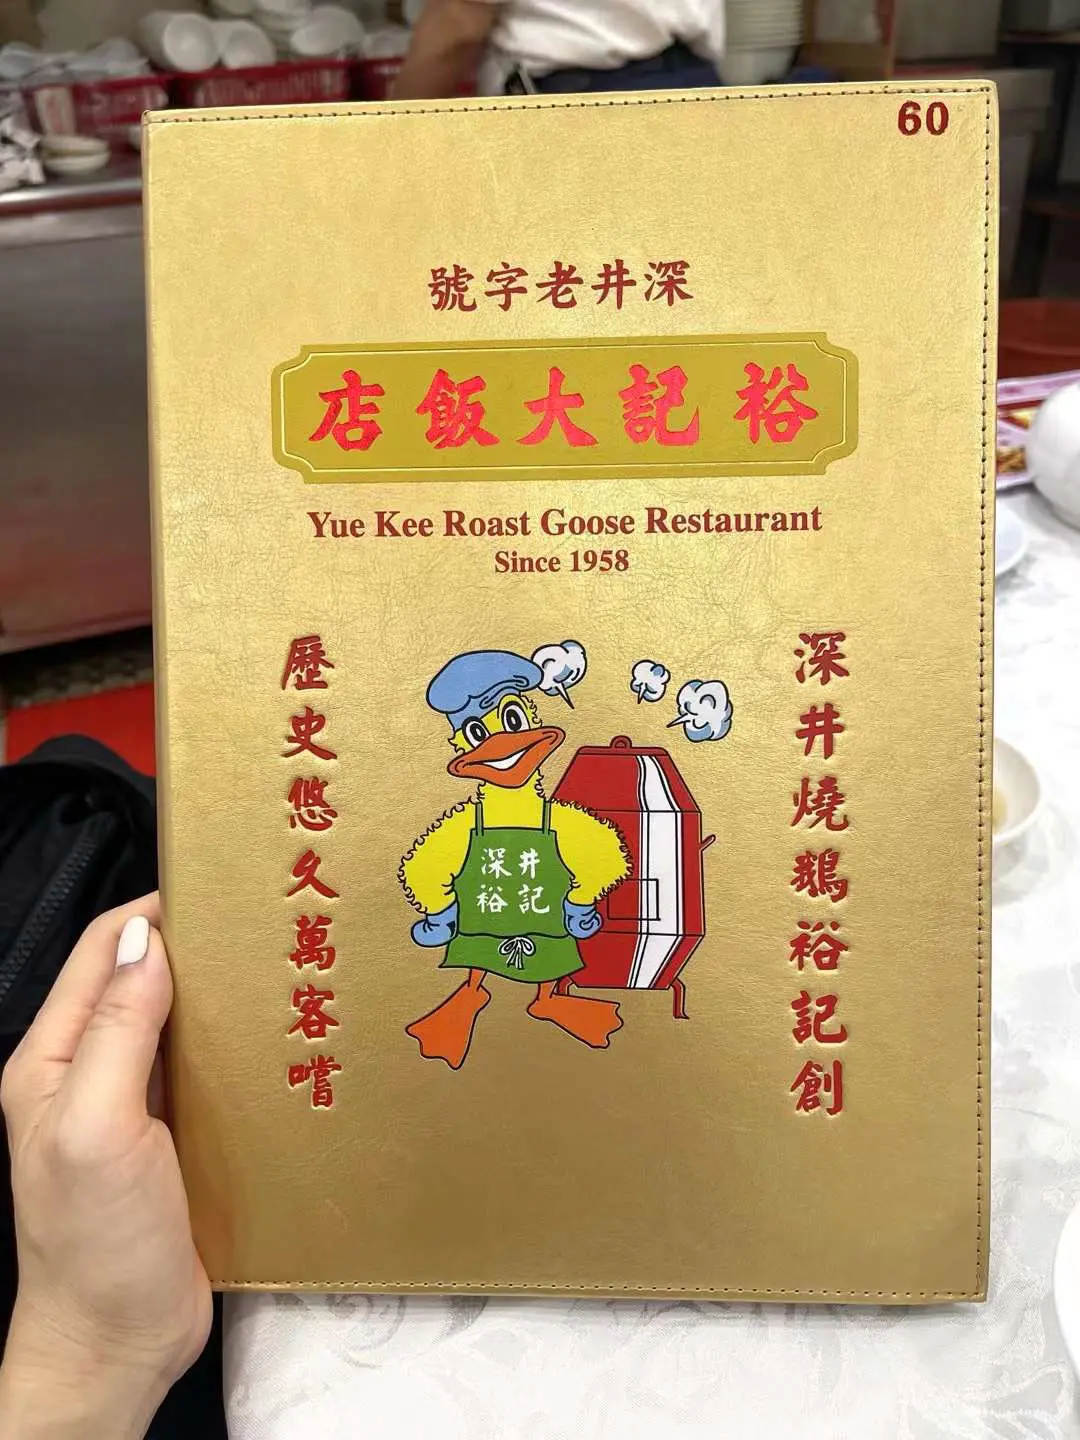 60
深井老字號
裕記大飯店
Yue Kee Roast Goose Restaurant
Since 1958
深井燒鵝裕記創
歷史悠久萬客嚐
深井
裕記